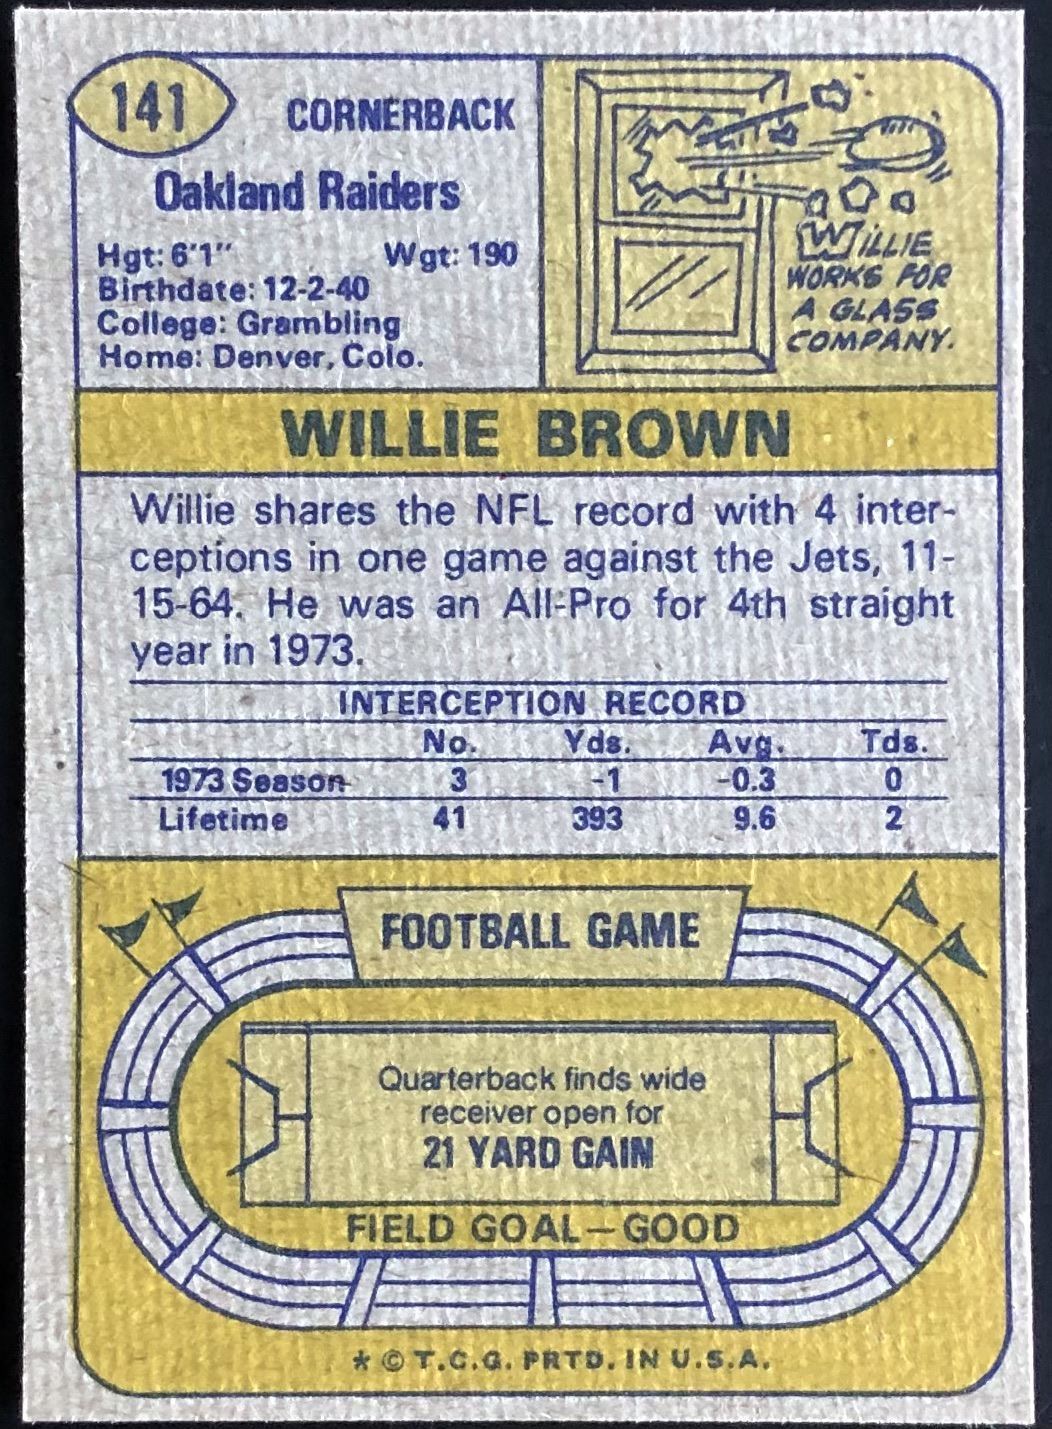 141
CORNERBACK
Oakland Raiders
Hgt: 6'1" Wgt: 190
Birthdate: 12-2-40
College: Grambling
Home: Denver, Colo.
WILLIE
WORKS FOR
A GLASS
COMPANY.
WILLIE BROWN
Willie shares the NFL record with 4 inter-
ceptions in one game against the Jets, 11-
15-64. He was an All-Pro for 4th straight
year in 1973.
INTERCEPTION RECORD
No. Yds. Avg. Tds.
1973 Season 3 -1 -0.3 0
Lifetime 41 393 9.6 2
FOOTBALL GAME
Quarterback finds wide
receiver open for
21 YARD GAIN
FIELD GOAL—GOOD
* © T.C.G. PRTD. IN U.S.A.